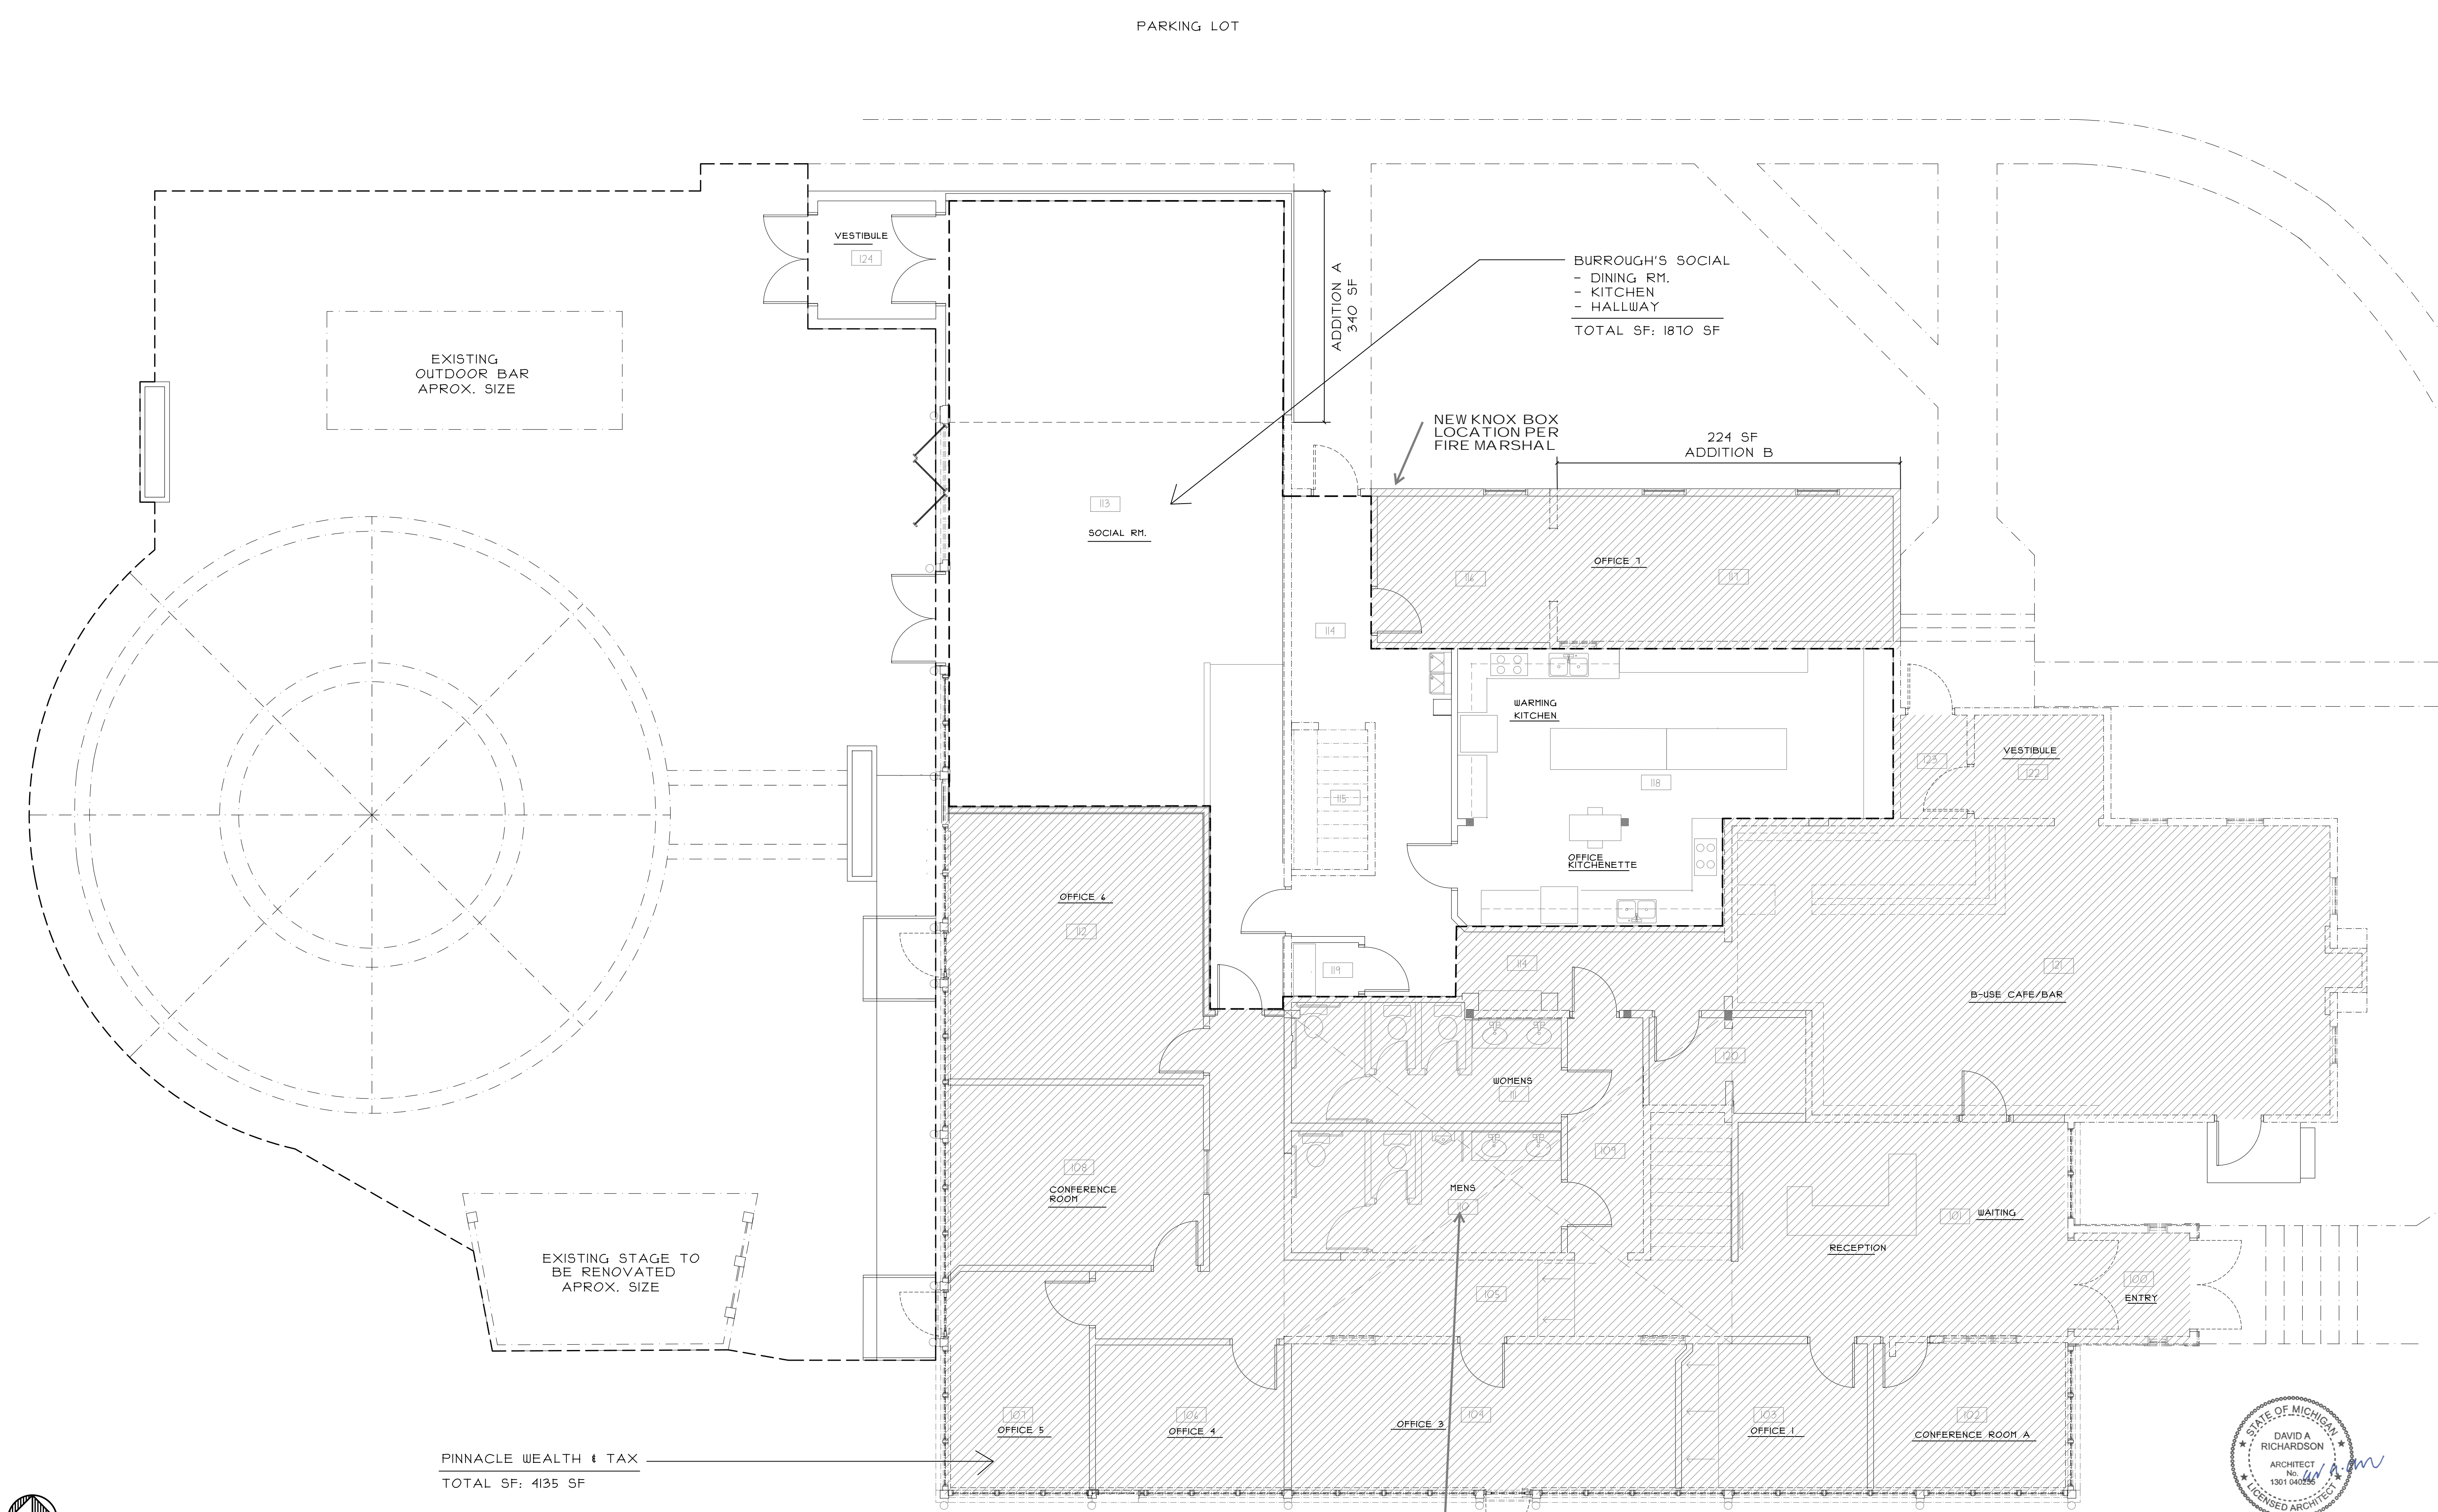 PARKING LOT
VESTIBULE
124
ADDITION A
340 SF
BURROUGH'S SOCIAL
- DINING RM.
- KITCHEN
- HALLWAY
TOTAL SF: 1870 SF
EXISTING
OUTDOOR BAR
APROX. SIZE
NEW KNOX BOX
LOCATION PER
FIRE MARSHAL
224 SF
ADDITION B
113
SOCIAL RM.
OFFICE 7
116
117
114
WARMING
KITCHEN
118
115
OFFICE
KITCHENETTE
VESTIBULE
123
122
OFFICE 6
112
119
114
121
B-USE CAFE/BAR
120
WOMENS
111
109
108
CONFERENCE
ROOM
MENS
110
101
WAITING
RECEPTION
EXISTING STAGE TO
BE RENOVATED
APROX. SIZE
105
100
ENTRY
107
OFFICE 5
106
OFFICE 4
OFFICE 3
104
103
OFFICE 1
102
CONFERENCE ROOM A
PINNACLE WEALTH & TAX
TOTAL SF: 4135 SF
STATE OF MICHIGAN
DAVID A
RICHARDSON
ARCHITECT
No.
1301 040255
LICENSED ARCHITECT